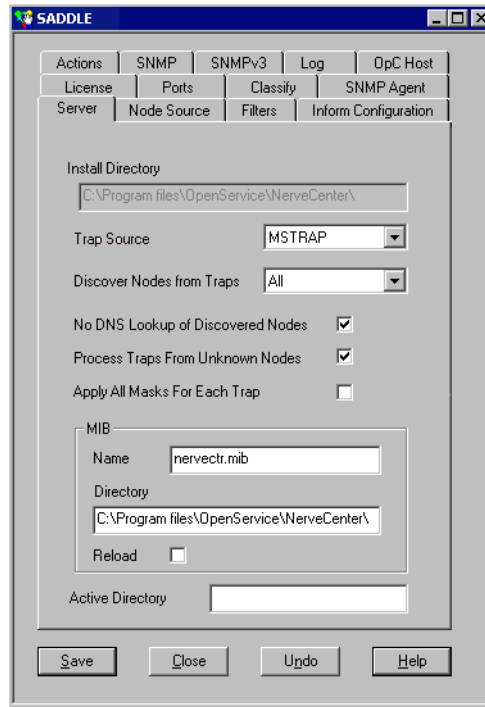 SADDLE
Actions SNMP SNMPv3 Log OpC Host
License Ports Classify SNMP Agent
Server Node Source Filters Inform Configuration
Install Directory
C:\Program files\OpenService\NerveCenter\
Trap Source MSTRAP
Discover Nodes from Traps All
No DNS Lookup of Discovered Nodes
Process Traps From Unknown Nodes
Apply All Masks For Each Trap
MIB
Name nervectr.mib
Directory
C:\Program files\OpenService\NerveCenter\
Reload
Active Directory
Save Close Undo Help